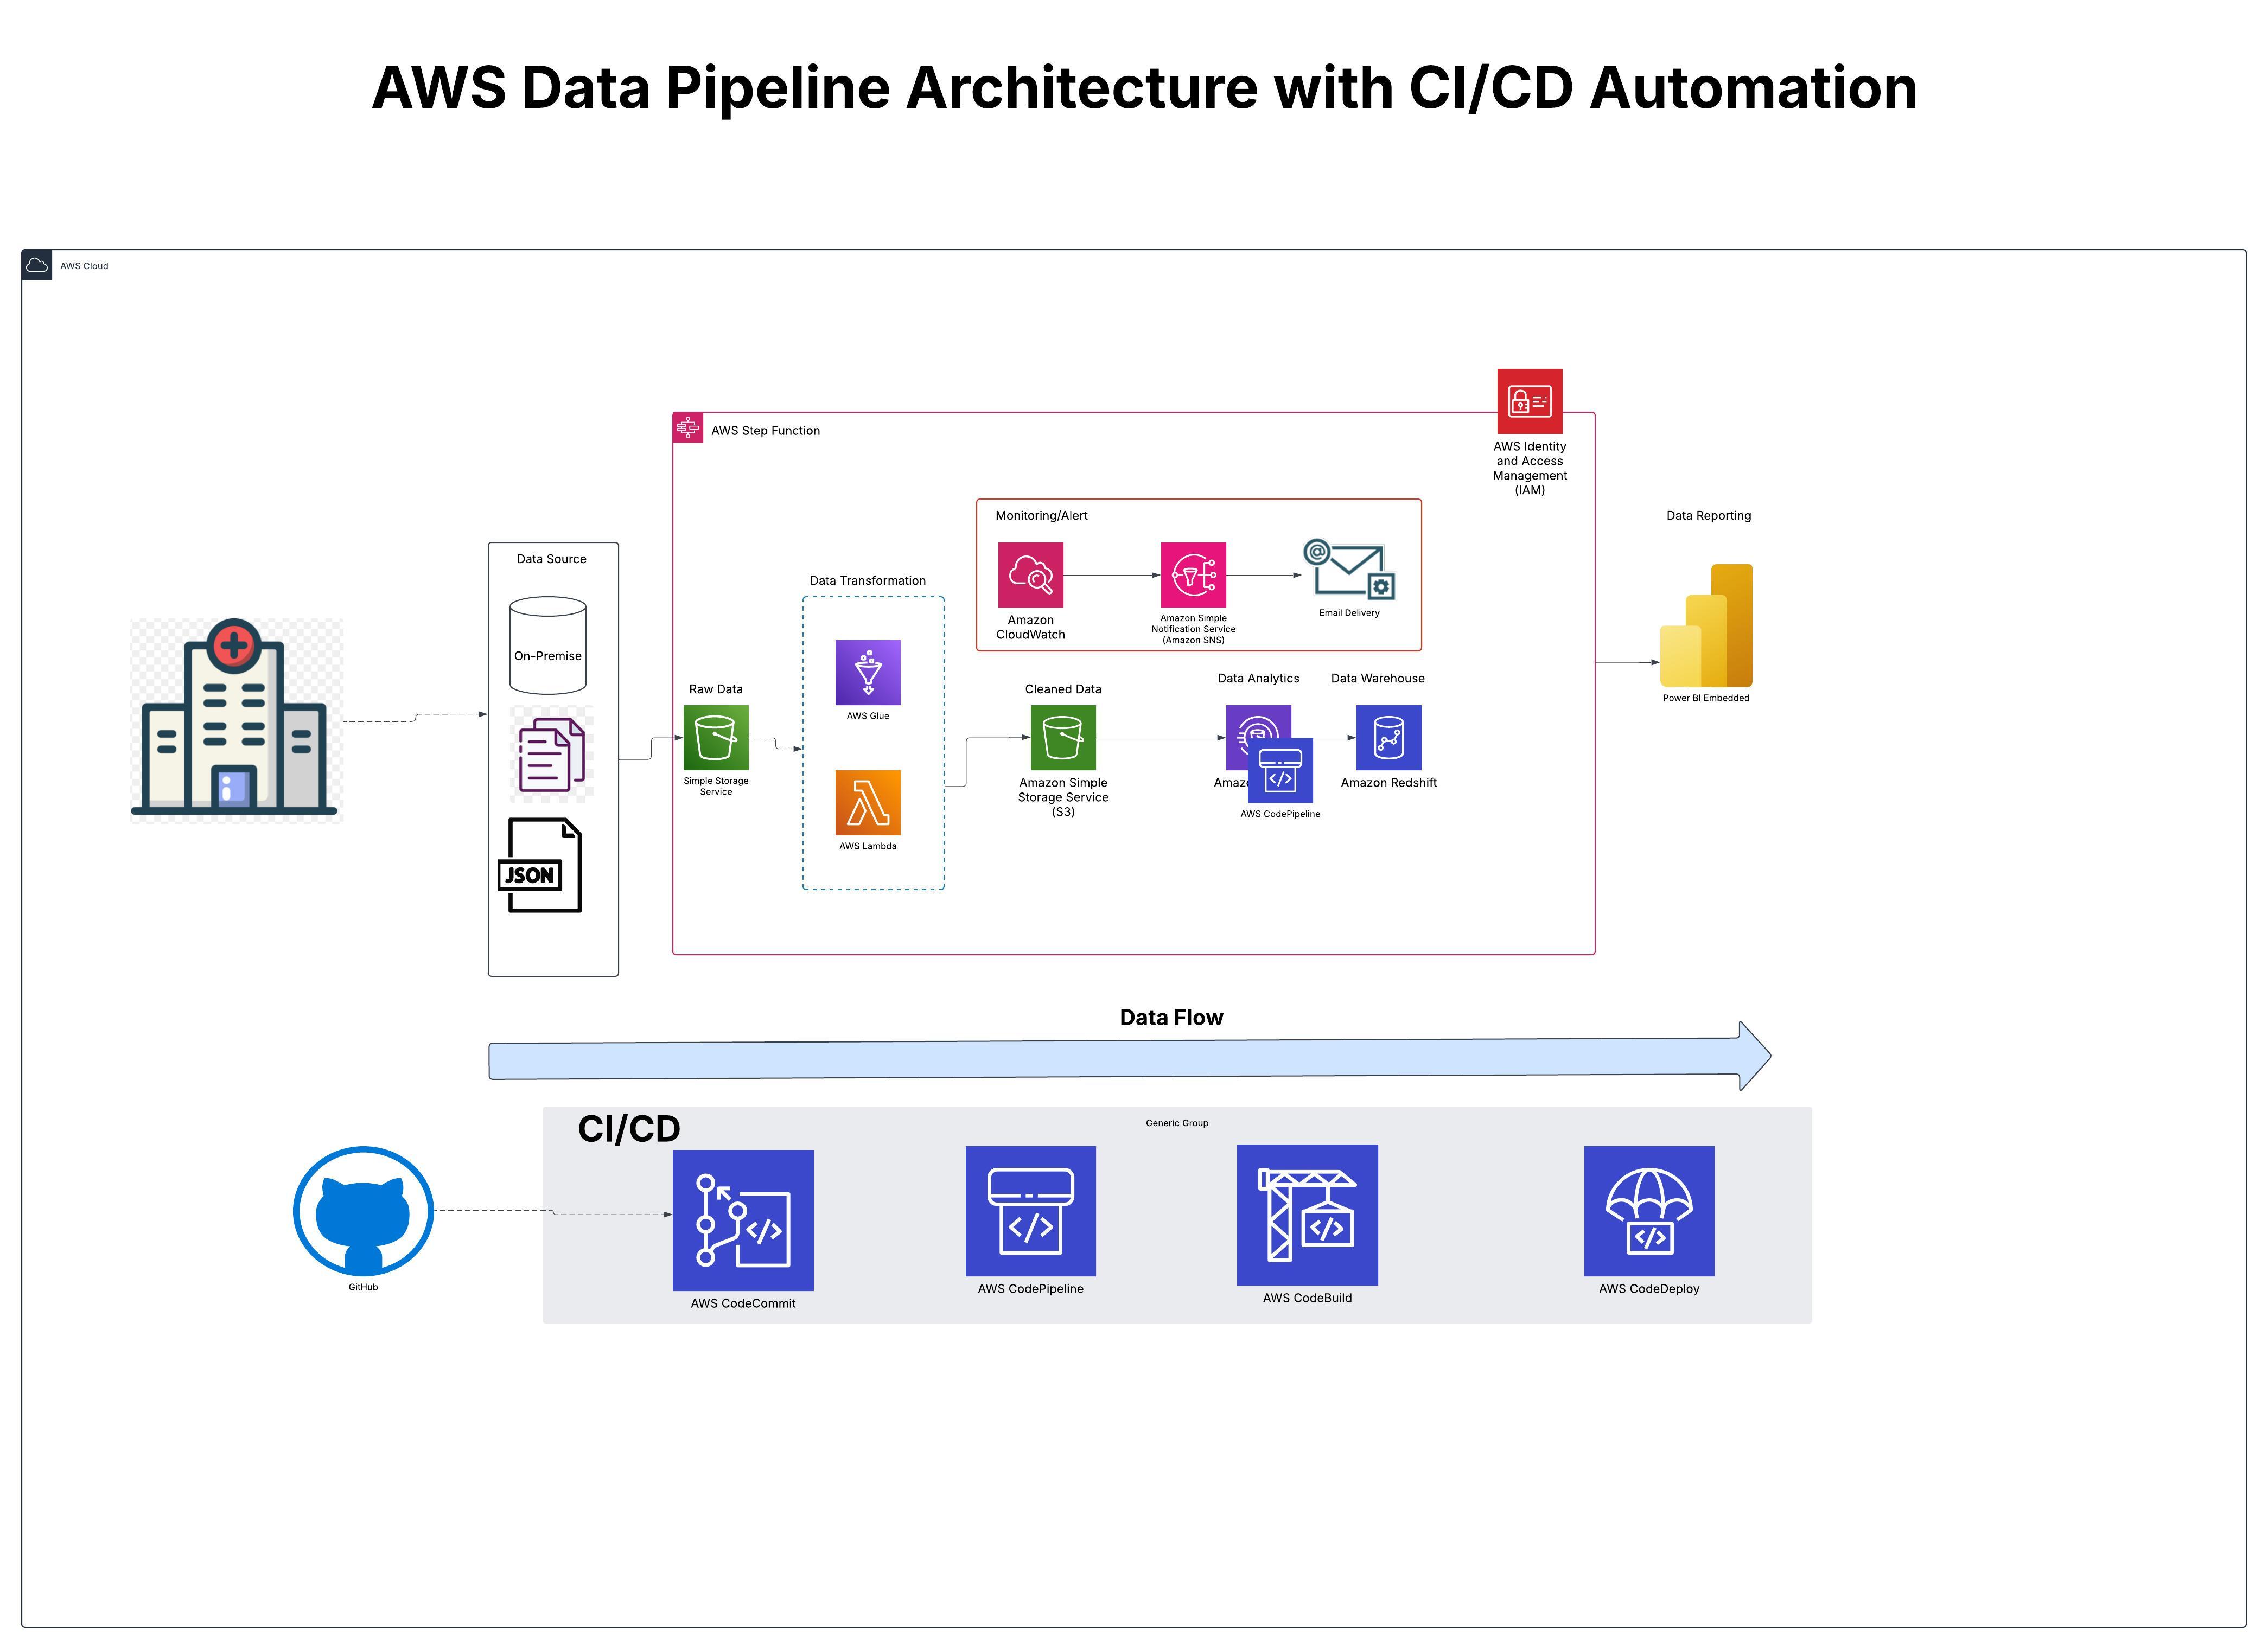 AWS Data Pipeline Architecture with CI/CD Automation
AWS Cloud
AWS Step Function
AWS Identity
and Access
Management
(IAM)
Monitoring/Alert
Amazon
CloudWatch
Amazon Simple
Notification Service
(Amazon SNS)
@
Email Delivery
Data Reporting
Power BI Embedded
Data Source
On-Premise
JSON
Data Transformation
AWS Glue
AWS Lambda
Raw Data
Simple Storage
Service
Cleaned Data
Amazon Simple
Storage Service
(S3)
Data Analytics
AWS CodePipeline
Data Warehouse
Amazon Redshift
Data Flow
CI/CD
Generic Group
GitHub
AWS CodeCommit
AWS CodePipeline
AWS CodeBuild
AWS CodeDeploy